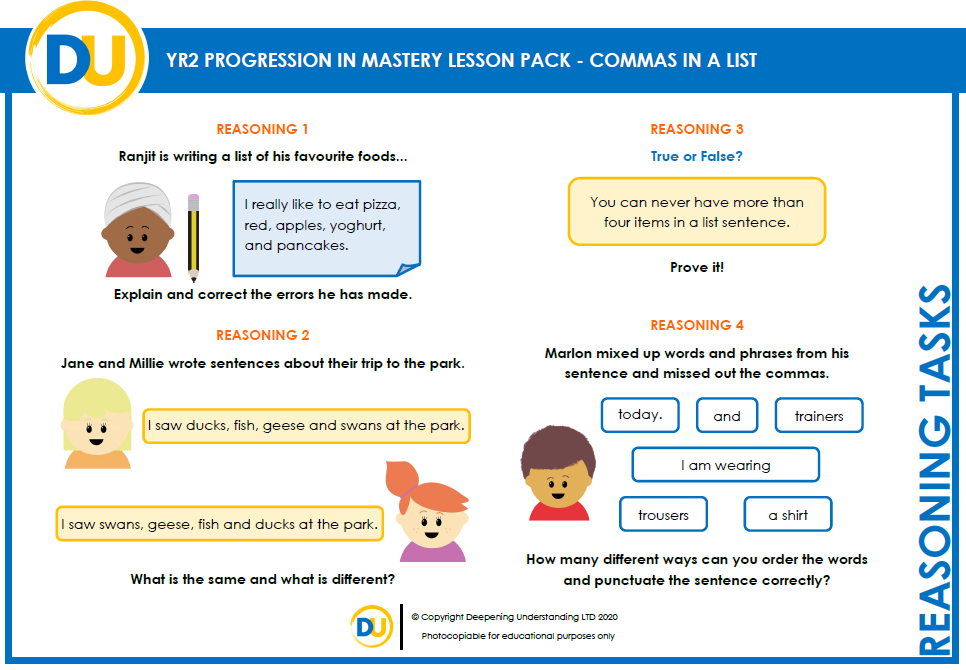 DU
YR2 PROGRESSION IN MASTERY LESSON PACK - COMMAS IN A LIST
REASONING 1
Ranjit is writing a list of his favourite foods...
I really like to eat pizza,
red, apples, yoghurt,
and pancakes.
Explain and correct the errors he has made.
REASONING 2
Jane and Millie wrote sentences about their trip to the park.
I saw ducks, fish, geese and swans at the park.
I saw swans, geese, fish and ducks at the park.
What is the same and what is different?
REASONING 3
True or False?
You can never have more than
four items in a list sentence.
Prove it!
REASONING 4
Marlon mixed up words and phrases from his
sentence and missed out the commas.
today.
and
trainers
I am wearing
trousers
a shirt
How many different ways can you order the words
and punctuate the sentence correctly?
REASONING TASKS
DU
© Copyright Deepening Understanding LTD 2020
Photocopiable for educational purposes only